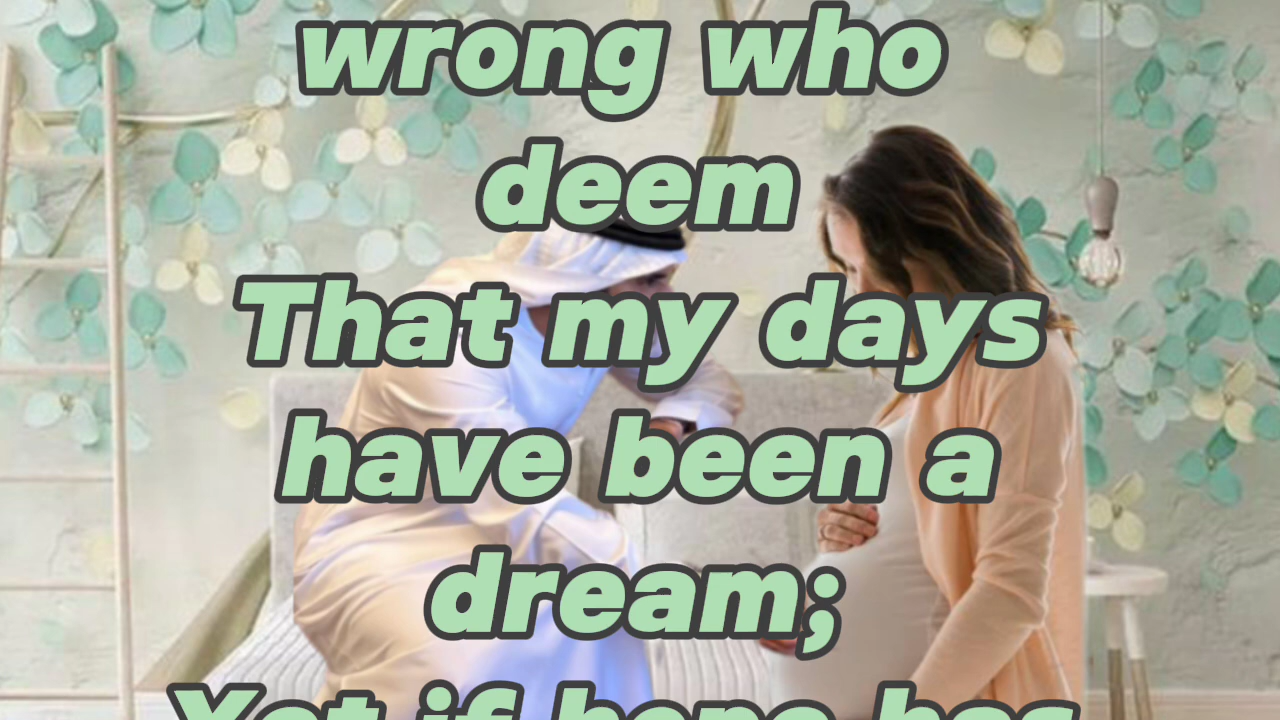 wrong who
deem
That my days
have been a
dream;
Yet if hope has